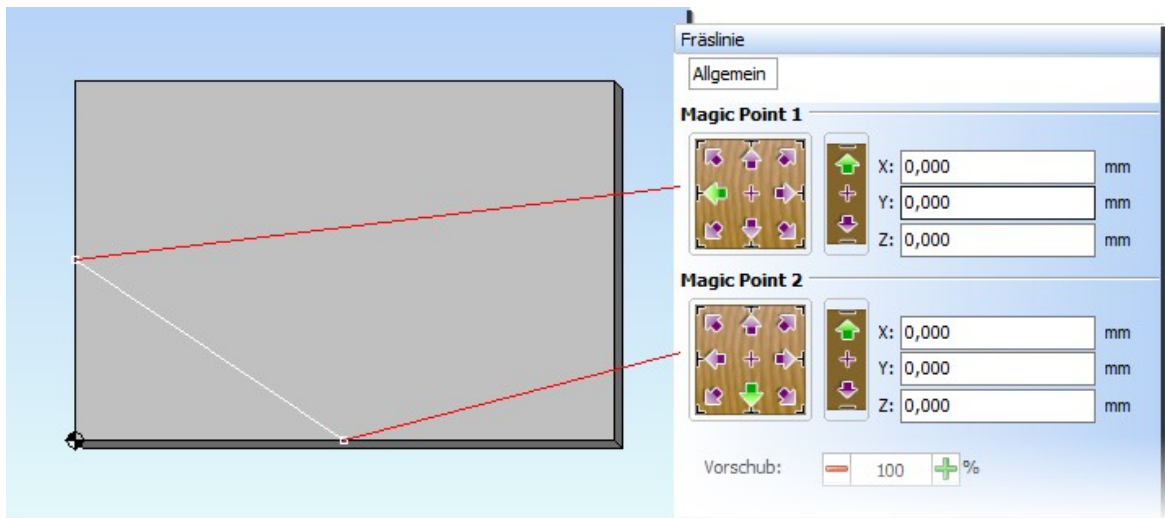 Fräslinie
Allgemein
Magic Point 1
X: 0,000 mm
Y: 0,000 mm
Z: 0,000 mm
Magic Point 2
X: 0,000 mm
Y: 0,000 mm
Z: 0,000 mm
Vorschub: 100 %